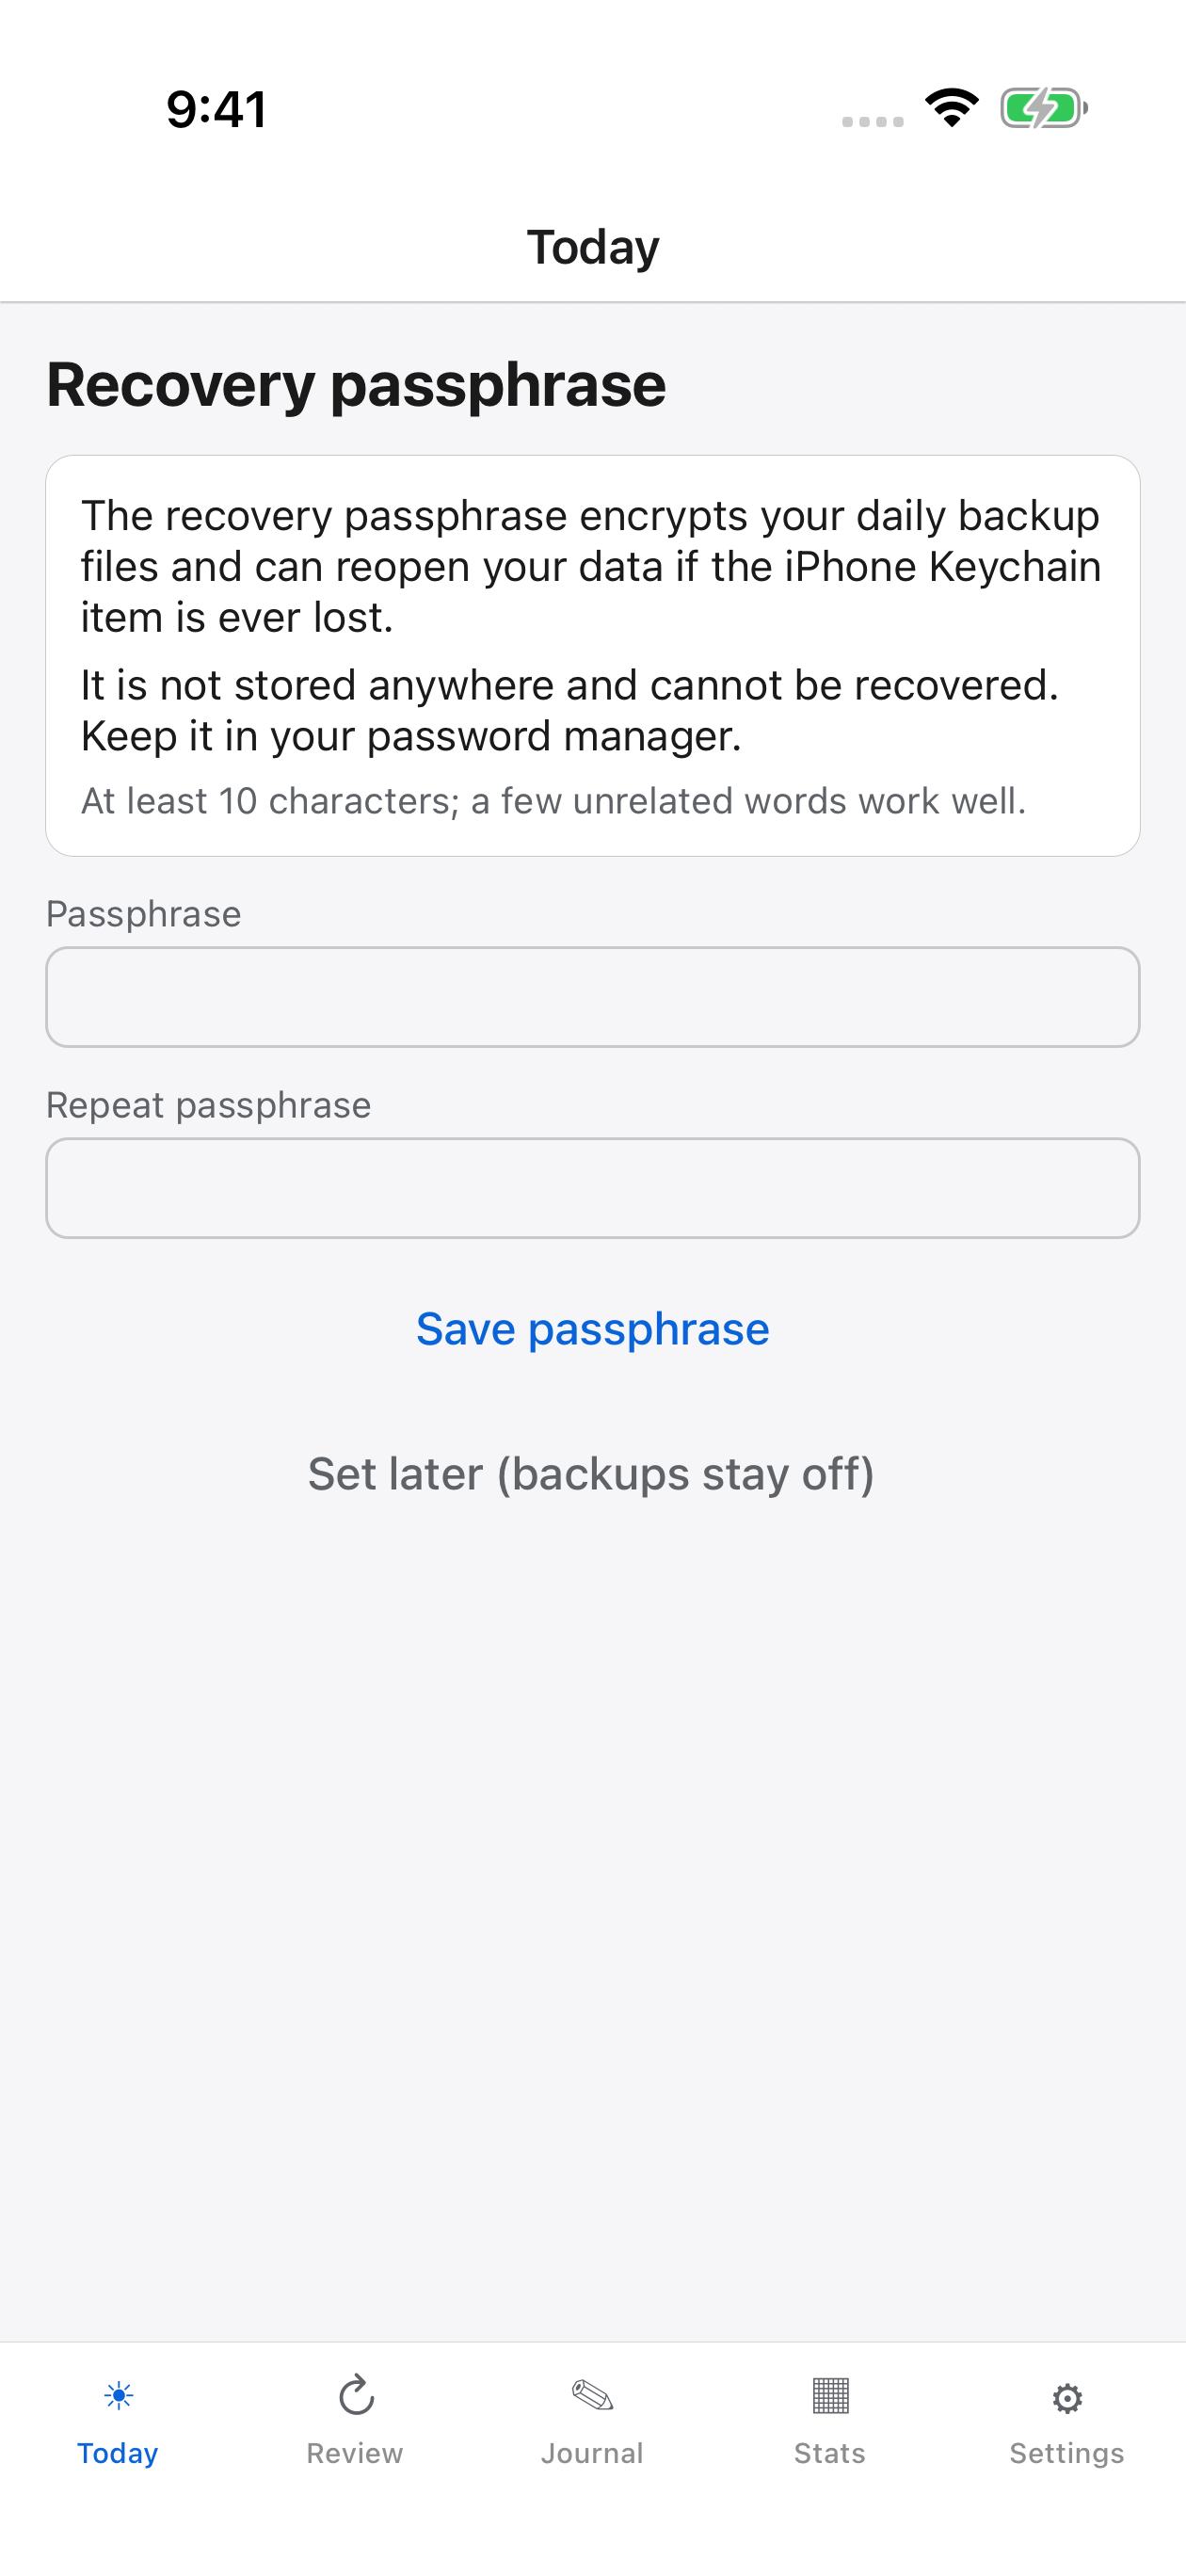 9:41
Today
Recovery passphrase
The recovery passphrase encrypts your daily backup
files and can reopen your data if the iPhone Keychain
item is ever lost.
It is not stored anywhere and cannot be recovered.
Keep it in your password manager.
At least 10 characters; a few unrelated words work well.
Passphrase
Repeat passphrase
Save passphrase
Set later (backups stay off)
Today
Review
Journal
Stats
Settings